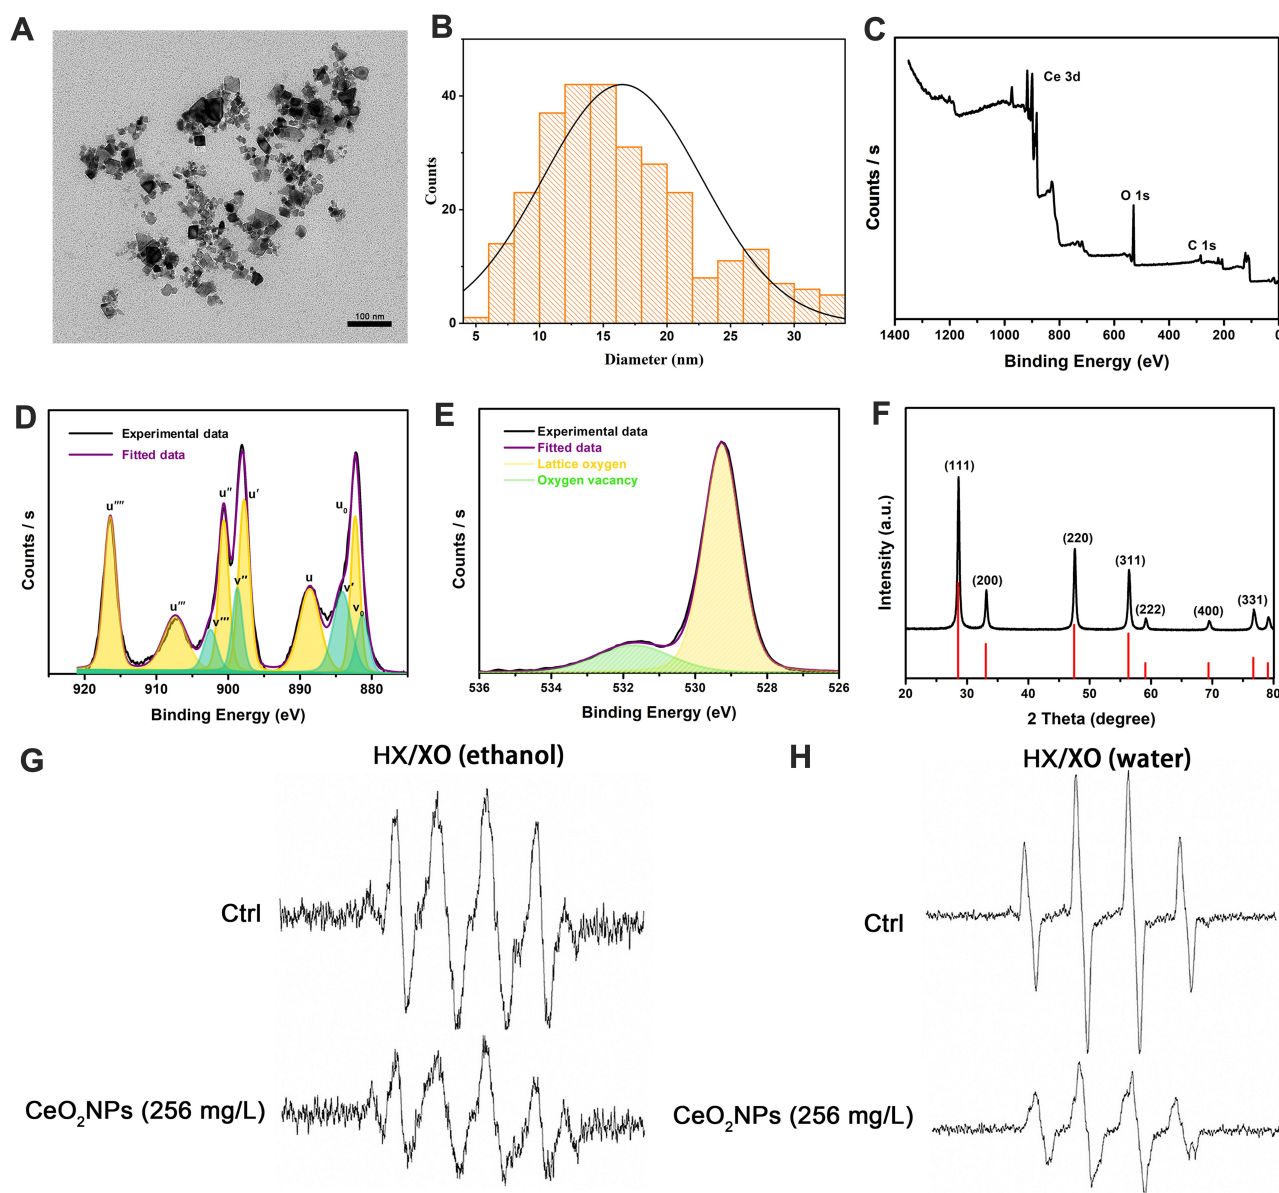 A
100 nm
B
Counts
40
20
0
5 10 15 20 25 30
Diameter (nm)
C
Counts / s
Ce 3d
O 1s
C 1s
1400 1200 1000 800 600 400 200 0
Binding Energy (eV)
D
Counts / s
Experimental data
Fitted data
u''''
u'''
v'''
u''
v''
u'
u
u0
v'
v0
920 910 900 890 880
Binding Energy (eV)
E
Counts / s
Experimental data
Fitted data
Lattice oxygen
Oxygen vacancy
536 534 532 530 528 526
Binding Energy (eV)
F
Intensity (a.u.)
(111)
(200)
(220)
(311)
(222)
(400)
(331)
20 30 40 50 60 70 80
2 Theta (degree)
G
HX/XO (ethanol)
Ctrl
CeO2NPs (256 mg/L)
H
HX/XO (water)
Ctrl
CeO2NPs (256 mg/L)